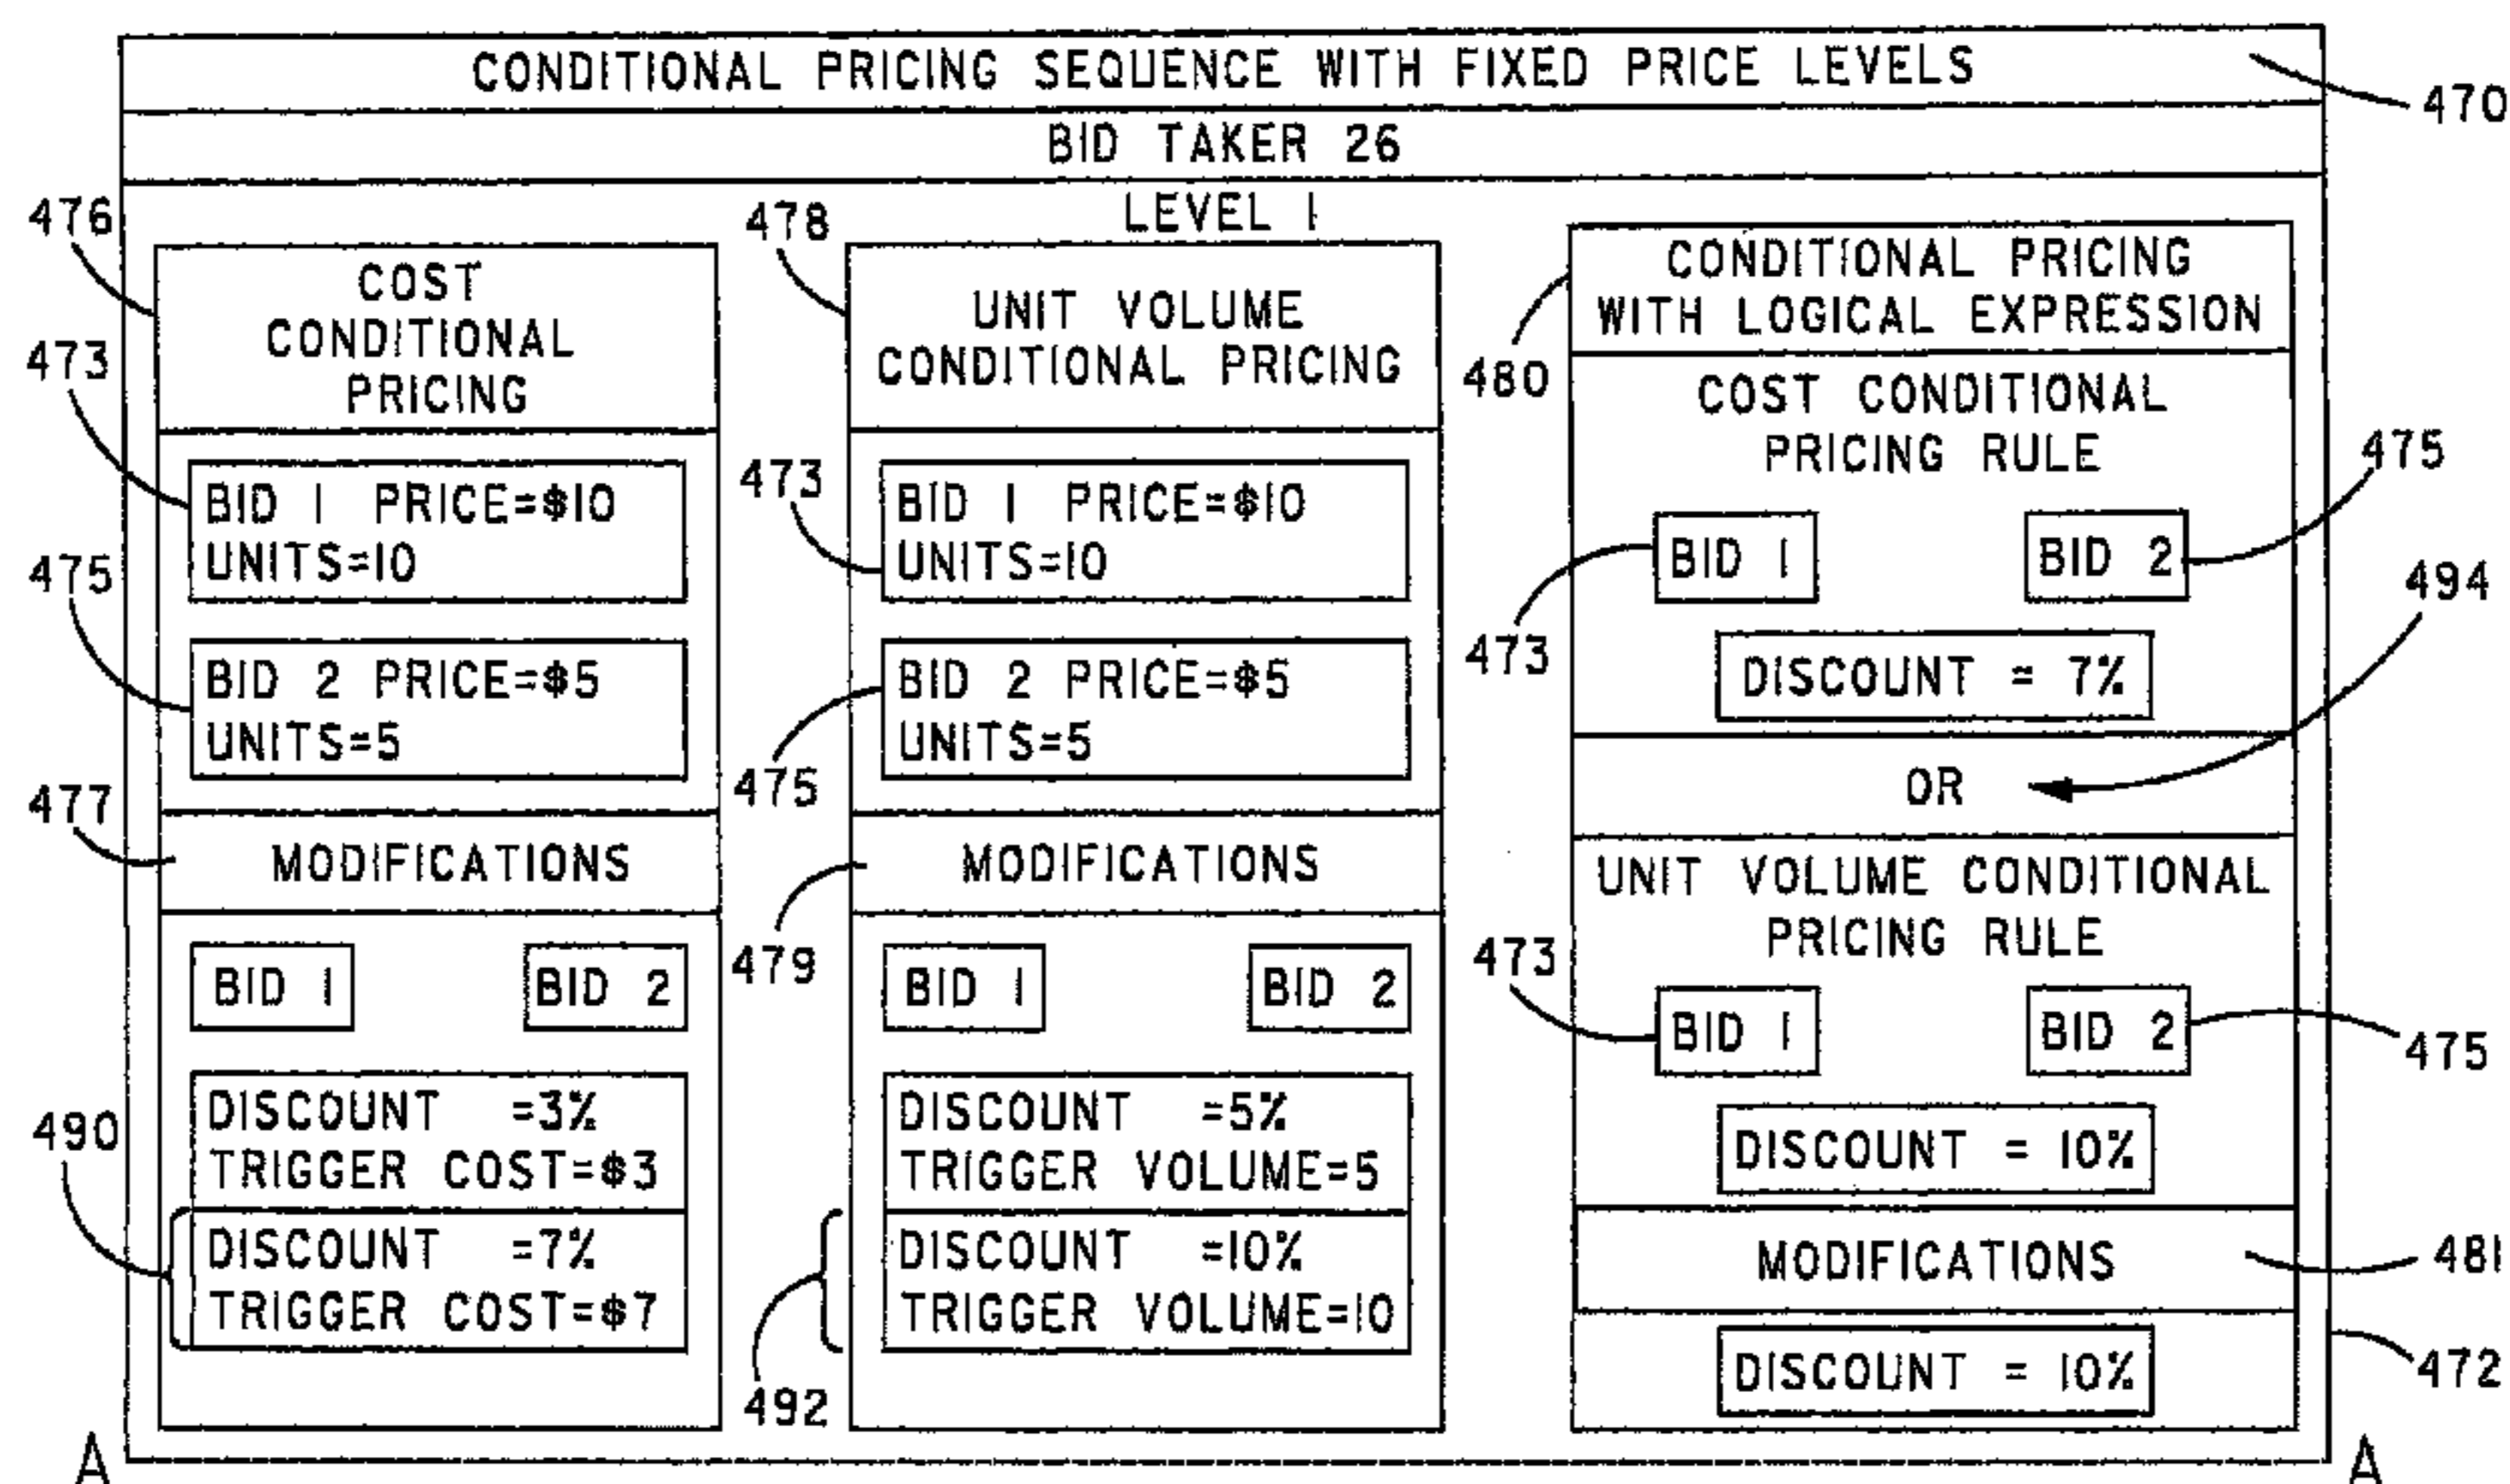 CONDITIONAL PRICING SEQUENCE WITH FIXED PRICE LEVELS
470
BID TAKER 26
LEVEL 1
476
COST
CONDITIONAL
PRICING
473
BID 1 PRICE=$10
UNITS=10
475
BID 2 PRICE=$5
UNITS=5
477
MODIFICATIONS
BID 1
BID 2
490
DISCOUNT =3%
TRIGGER COST=$3
DISCOUNT =7%
TRIGGER COST=$7
478
UNIT VOLUME
CONDITIONAL PRICING
473
BID 1 PRICE=$10
UNITS=10
475
BID 2 PRICE=$5
UNITS=5
479
MODIFICATIONS
BID 1
BID 2
DISCOUNT =5%
TRIGGER VOLUME=5
492
DISCOUNT =10%
TRIGGER VOLUME=10
480
CONDITIONAL PRICING
WITH LOGICAL EXPRESSION
COST CONDITIONAL
PRICING RULE
475
473
BID 1
BID 2
494
DISCOUNT = 7%
OR
UNIT VOLUME CONDITIONAL
PRICING RULE
473
BID 1
BID 2
475
DISCOUNT = 10%
MODIFICATIONS
481
DISCOUNT = 10%
472
A
A